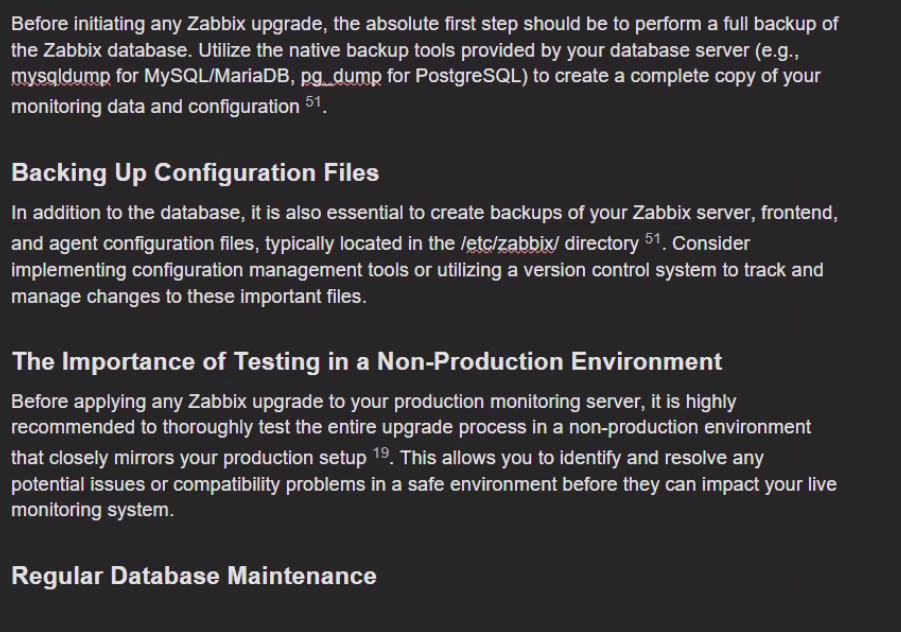 Before initiating any Zabbix upgrade, the absolute first step should be to perform a full backup of
the Zabbix database. Utilize the native backup tools provided by your database server (e.g.,
mysqldump for MySQL/MariaDB, pg_dump for PostgreSQL) to create a complete copy of your
monitoring data and configuration 51.
Backing Up Configuration Files
In addition to the database, it is also essential to create backups of your Zabbix server, frontend,
and agent configuration files, typically located in the /etc/zabbix/ directory 51. Consider
implementing configuration management tools or utilizing a version control system to track and
manage changes to these important files.
The Importance of Testing in a Non-Production Environment
Before applying any Zabbix upgrade to your production monitoring server, it is highly
recommended to thoroughly test the entire upgrade process in a non-production environment
that closely mirrors your production setup 19. This allows you to identify and resolve any
potential issues or compatibility problems in a safe environment before they can impact your live
monitoring system.
Regular Database Maintenance